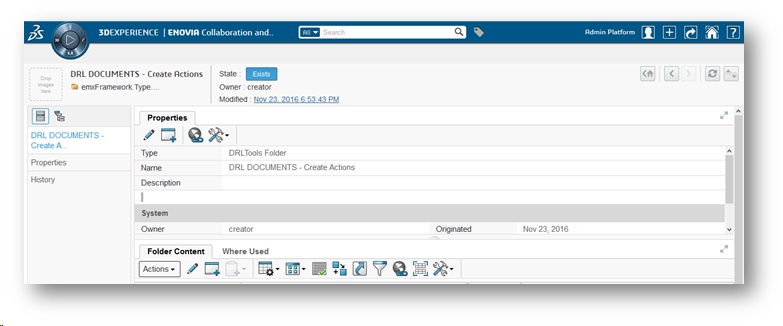 3DEXPERIENCE | ENOVIA Collaboration and..
All
Search
Admin Platform
Drop images here
DRL DOCUMENTS - Create Actions
emxFramework.Type....
State : Exists
Owner : creator
Modified : Nov 23, 2016 6:53:43 PM
DRL DOCUMENTS - Create A...
Properties
History
Properties
Type DRLTools Folder
Name DRL DOCUMENTS - Create Actions
Description
System
Owner creator Originated Nov 23, 2016
Folder Content Where Used
Actions